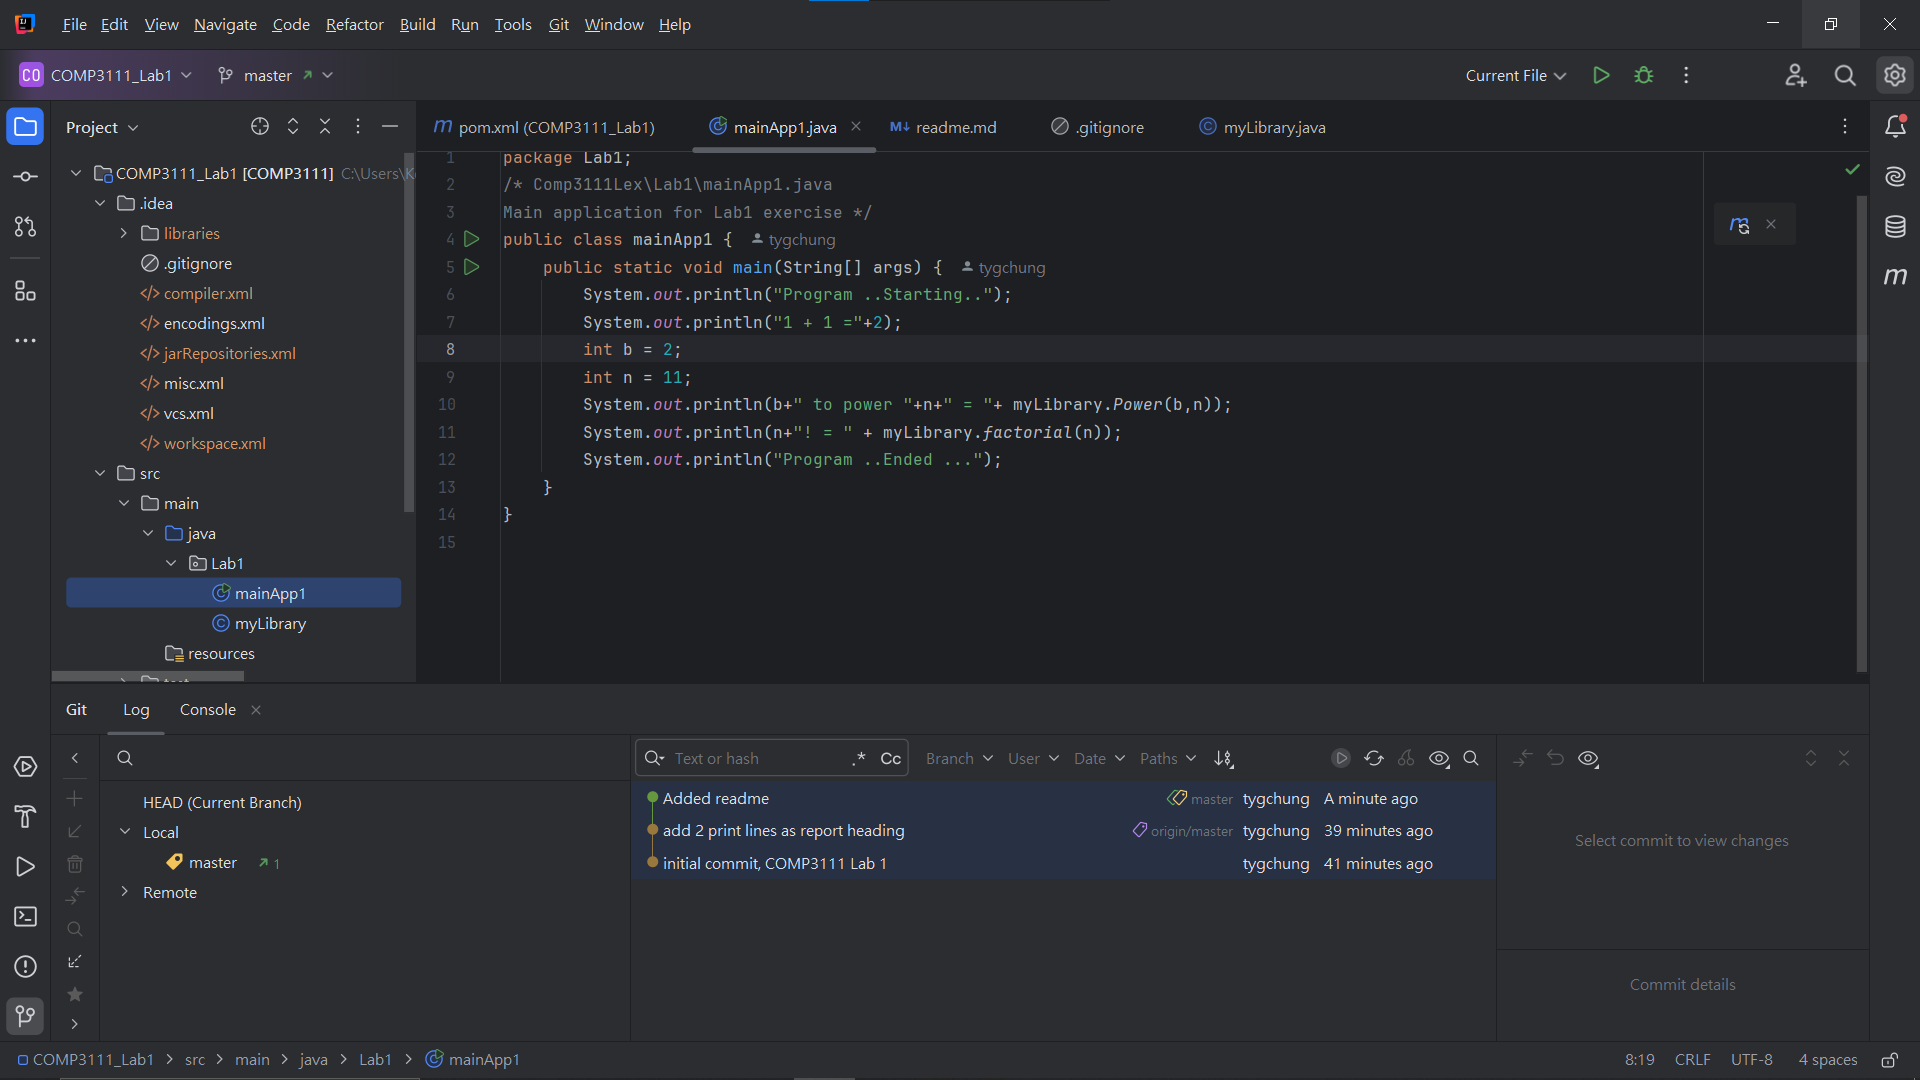 File Edit View Navigate Code Refactor Build Run Tools Git Window Help
CO COMP3111_Lab1 master 
Current File
Project
pom.xml (COMP3111_Lab1) mainApp1.java readme.md .gitignore myLibrary.java
COMP3111_Lab1 [COMP3111] C:\Users\K
.idea
libraries
.gitignore
compiler.xml
encodings.xml
jarRepositories.xml
misc.xml
vcs.xml
workspace.xml
src
main
java
Lab1
mainApp1
myLibrary
resources
1 package Lab1;
2 /* Comp3111Lex\Lab1\mainApp1.java
3 Main application for Lab1 exercise */
4 public class mainApp1 { tygchung
5 public static void main(String[] args) { tygchung
6 System.out.println("Program ..Starting..");
7 System.out.println("1 + 1 ="+2);
8 int b = 2;
9 int n = 11;
10 System.out.println(b+" to power "+n+" = "+ myLibrary.Power(b,n));
11 System.out.println(n+"! = " + myLibrary.factorial(n));
12 System.out.println("Program ..Ended ...");
13 }
14 }
15
Git Log Console
Text or hash .* Cc Branch User Date Paths
HEAD (Current Branch)
Local
master 1
Remote
Added readme master tygchung A minute ago
add 2 print lines as report heading origin/master tygchung 39 minutes ago
initial commit, COMP3111 Lab 1 tygchung 41 minutes ago
Select commit to view changes
Commit details
COMP3111_Lab1 > src > main > java > Lab1 > mainApp1
8:19 CRLF UTF-8 4 spaces